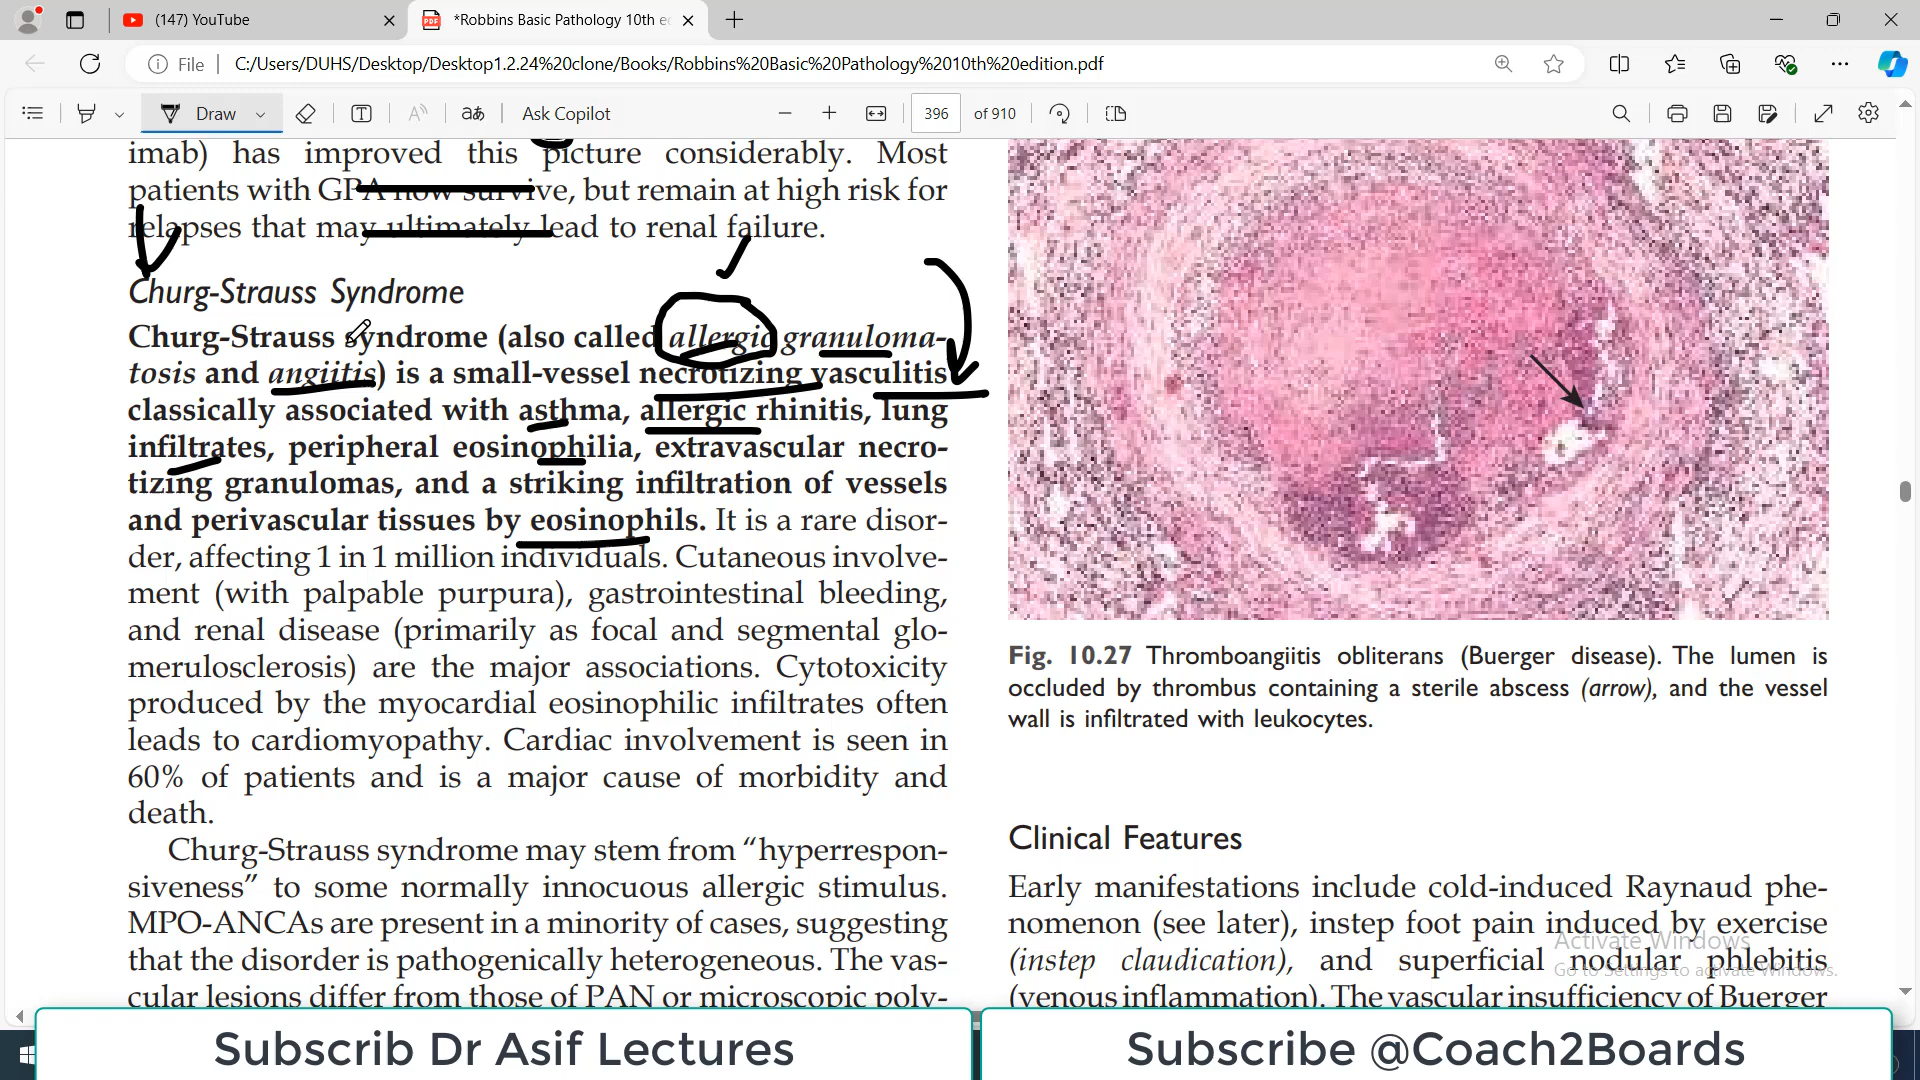 (147) YouTube
*Robbins Basic Pathology 10th e
File
C:/Users/DUHS/Desktop/Desktop1.2.24%20clone/Books/Robbins%20Basic%20Pathology%2010th%20edition.pdf
Draw
Ask Copilot
396
of 910
imab) has improved this picture considerably. Most
patients with GPA now survive, but remain at high risk for
relapses that may ultimately lead to renal failure.
Churg-Strauss Syndrome
Churg-Strauss syndrome (also called allergic granuloma-
tosis and angiitis) is a small-vessel necrotizing vasculitis
classically associated with asthma, allergic rhinitis, lung
infiltrates, peripheral eosinophilia, extravascular necro-
tizing granulomas, and a striking infiltration of vessels
and perivascular tissues by eosinophils. It is a rare disor-
der, affecting 1 in 1 million individuals. Cutaneous involve-
ment (with palpable purpura), gastrointestinal bleeding,
and renal disease (primarily as focal and segmental glo-
merulosclerosis) are the major associations. Cytotoxicity
produced by the myocardial eosinophilic infiltrates often
leads to cardiomyopathy. Cardiac involvement is seen in
60% of patients and is a major cause of morbidity and
death.
Churg-Strauss syndrome may stem from “hyperrespon-
siveness” to some normally innocuous allergic stimulus.
MPO-ANCAs are present in a minority of cases, suggesting
that the disorder is pathogenically heterogeneous. The vas-
cular lesions differ from those of PAN or microscopic poly-
Fig. 10.27 Thromboangiitis obliterans (Buerger disease). The lumen is
occluded by thrombus containing a sterile abscess (arrow), and the vessel
wall is infiltrated with leukocytes.
Clinical Features
Early manifestations include cold-induced Raynaud phe-
nomenon (see later), instep foot pain induced by exercise
(instep claudication), and superficial nodular phlebitis
(venous inflammation). The vascular insufficiency of Buerger
Activate Windows
Go to Settings to activate Windows.
Subscrib Dr Asif Lectures
Subscribe @Coach2Boards